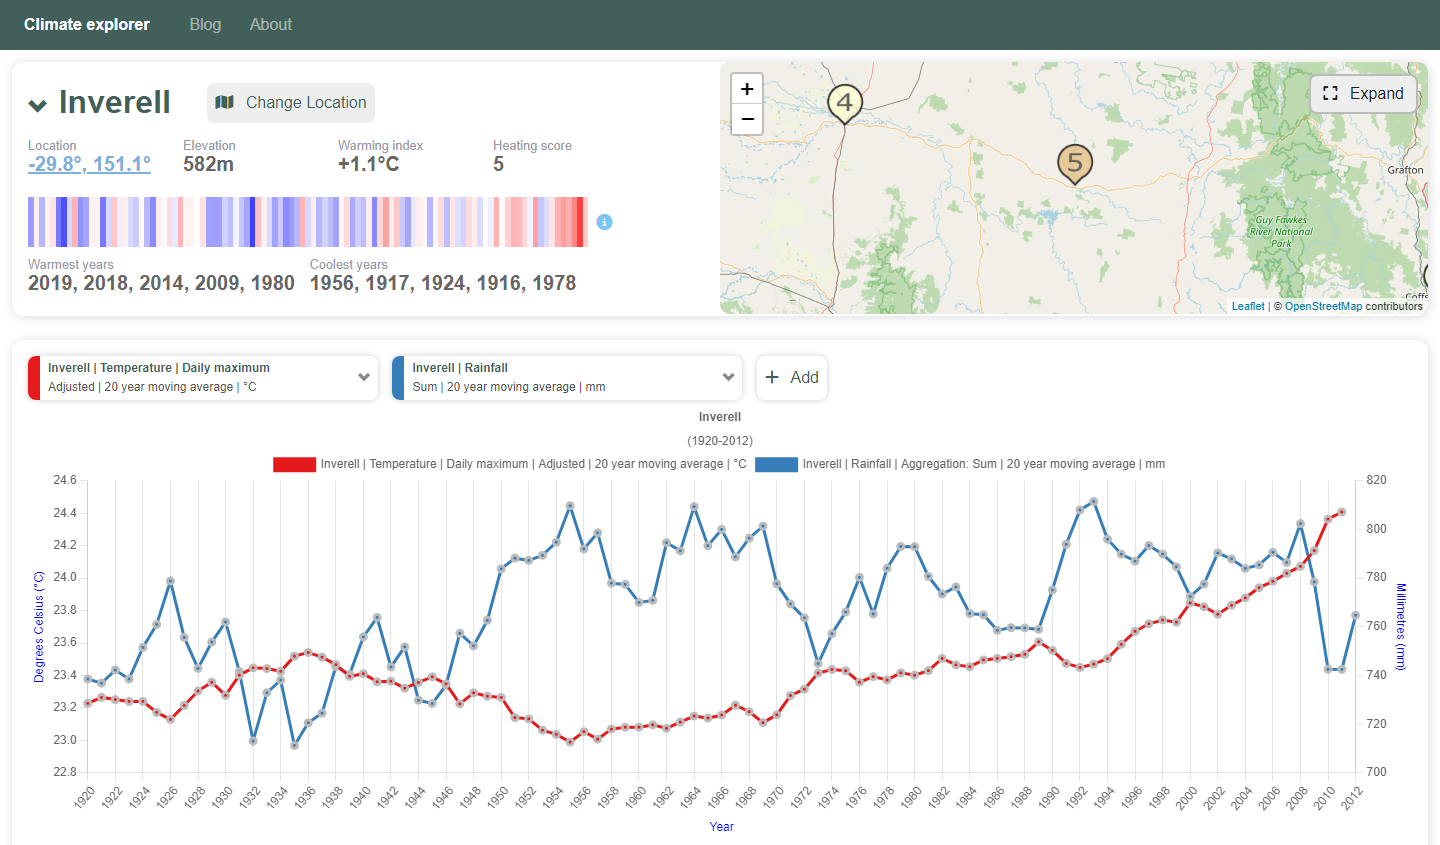 Climate explorer Blog About
Inverell Change Location
Location Elevation Warming index Heating score
-29.8°, 151.1° 582m +1.1°C 5
Warmest years Coolest years
2019, 2018, 2014, 2009, 1980 1956, 1917, 1924, 1916, 1978
+
−
4
5
Expand
Grafton
Guy Fawkes
River National
Park
Leaflet | © OpenStreetMap contributors
Inverell | Temperature | Daily maximum
Adjusted | 20 year moving average | °C
Inverell | Rainfall
Sum | 20 year moving average | mm
+ Add
Inverell
(1920-2012)
Inverell | Temperature | Daily maximum | Adjusted | 20 year moving average | °C Inverell | Rainfall | Aggregation: Sum | 20 year moving average | mm
24.6
24.4
24.2
24.0
23.8
23.6
23.4
23.2
23.0
22.8
Degrees Celsius (°C)
820
800
780
760
740
720
700
Millimetres (mm)
1920 1922 1924 1926 1928 1930 1932 1934 1936 1938 1940 1942 1944 1946 1948 1950 1952 1954 1956 1958 1960 1962 1964 1966 1968 1970 1972 1974 1976 1978 1980 1982 1984 1986 1988 1990 1992 1994 1996 1998 2000 2002 2004 2006 2008 2010 2012
Year